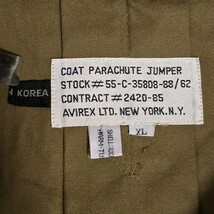 COAT PARACHUTE JUMPER
STOCK# 55-C-35808-88/62
CONTRACT# 2420-85
AVIREX LTD. NEW YORK.N.Y.
KOREA
XL